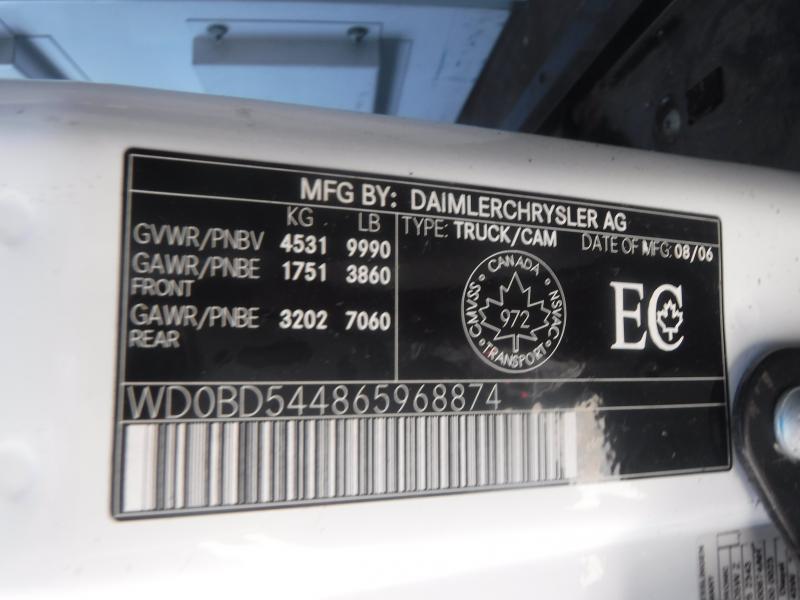 MFG BY: DAIMLERCHRYSLER AG
KG LB
GVWR/PNBV 4531 9990
GAWR/PNBE 1751 3860
FRONT
GAWR/PNBE 3202 7060
REAR
TYPE: TRUCK/CAM DATE OF MFG: 08/06
CANADA
CMVSS NSVAC
972
TRANSPORT
EC
WD0BD544865968874